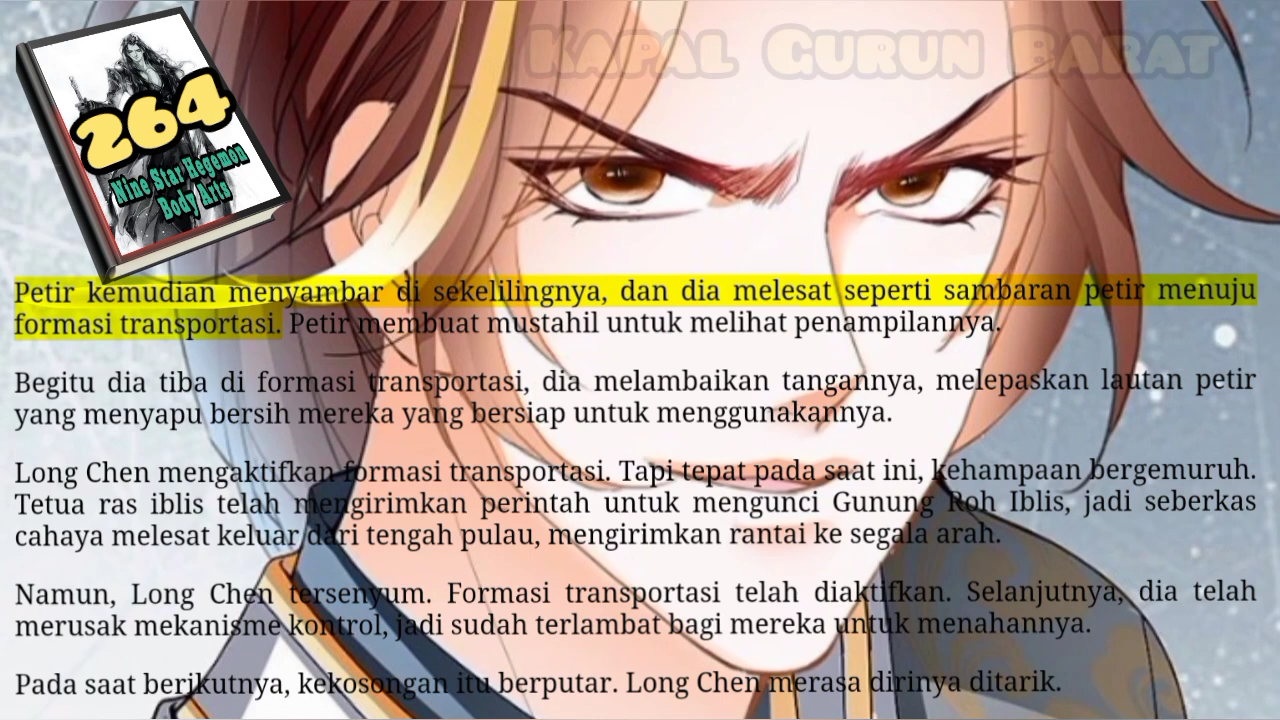 Kapal Gurun Barat
264
Nine Star Hegemon
Body Arts
Petir kemudian menyambar di sekelilingnya, dan dia melesat seperti sambaran petir menuju
formasi transportasi. Petir membuat mustahil untuk melihat penampilannya.
Begitu dia tiba di formasi transportasi, dia melambaikan tangannya, melepaskan lautan petir
yang menyapu bersih mereka yang bersiap untuk menggunakannya.
Long Chen mengaktifkan formasi transportasi. Tapi tepat pada saat ini, kehampaan bergemuruh.
Tetua ras iblis telah mengirimkan perintah untuk mengunci Gunung Roh Iblis, jadi seberkas
cahaya melesat keluar dari tengah pulau, mengirimkan rantai ke segala arah.
Namun, Long Chen tersenyum. Formasi transportasi telah diaktifkan. Selanjutnya, dia telah
merusak mekanisme kontrol, jadi sudah terlambat bagi mereka untuk menahannya.
Pada saat berikutnya, kekosongan itu berputar. Long Chen merasa dirinya ditarik.